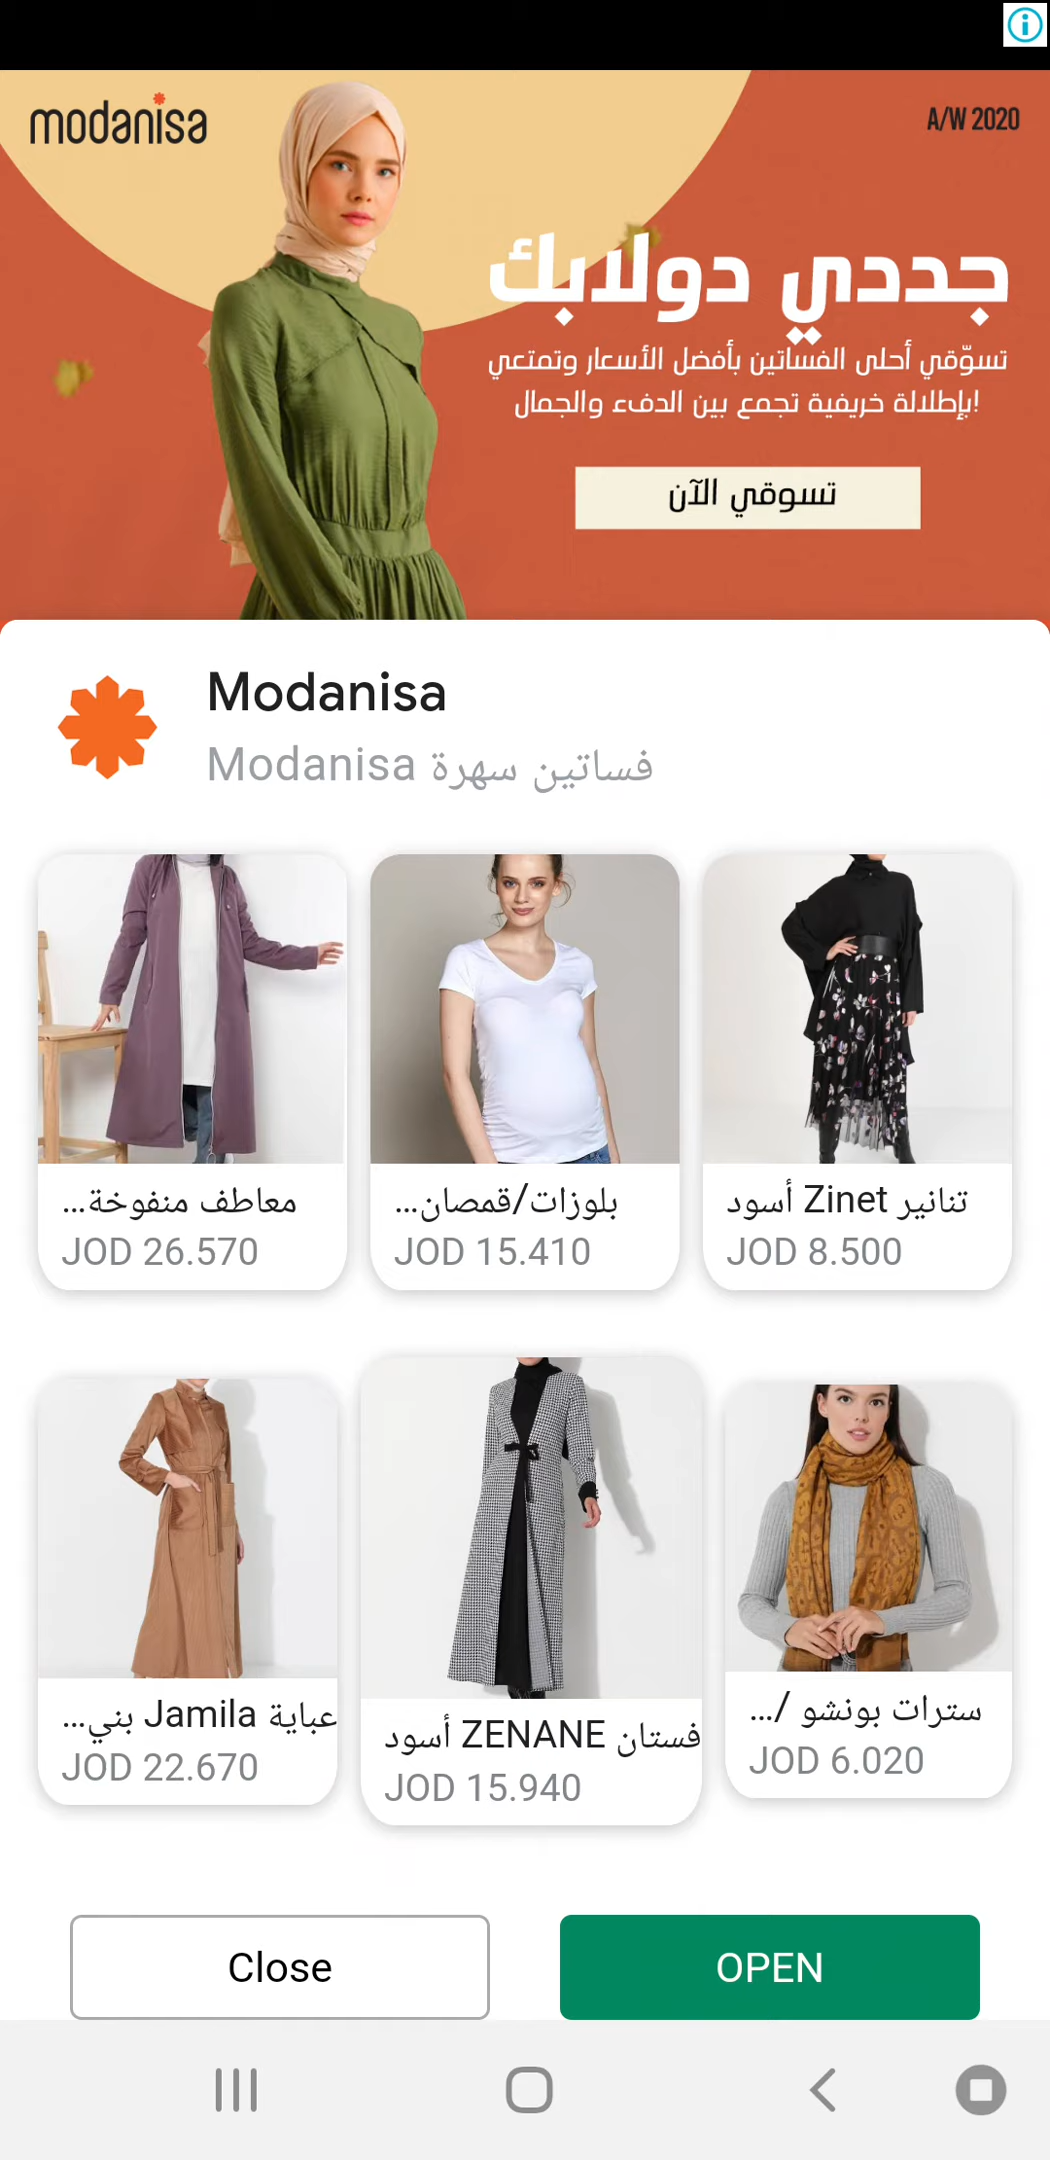 modanisa
A/W 2020
جددي دولابك
تسوّقي أحلى الفساتين بأفضل الأسعار وتمتعي
بإطلالة خريفية تجمع بين الدفء والجمال!
تسوقي الآن
Modanisa
Modanisa فساتين سهرة
معاطف منفوخة...
JOD 26.570
بلوزات/قمصان...
JOD 15.410
تنانير Zinet أسود
JOD 8.500
عباية Jamila بني...
JOD 22.670
فستان ZENANE أسود
JOD 15.940
سترات بونشو /...
JOD 6.020
Close
OPEN